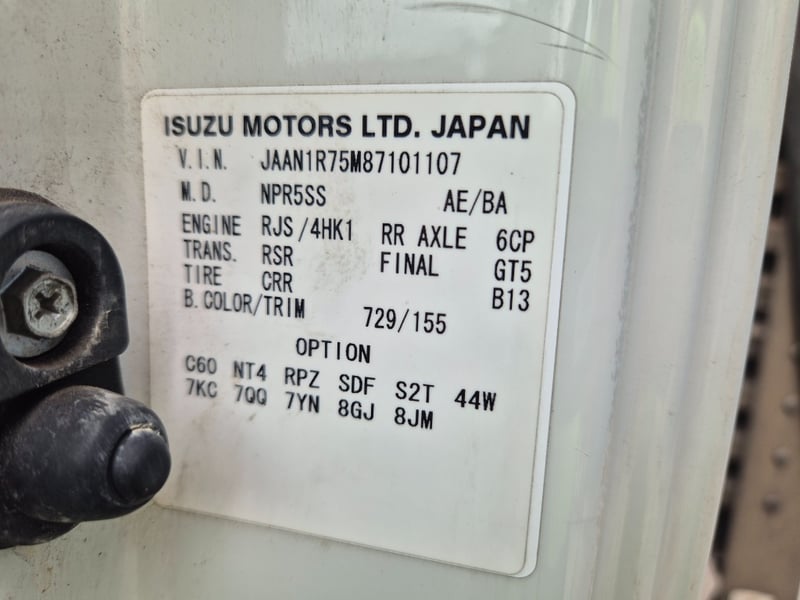 ISUZU MOTORS LTD. JAPAN
V.I.N. JAAN1R75M87101107
M.D. NPR5SS AE/BA
ENGINE RJS/4HK1 RR AXLE 6CP
TRANS. RSR FINAL GT5
TIRE CRR B13
B.COLOR/TRIM 729/155
OPTION
C60 NT4 RPZ SDF S2T 44W
7KC 7QQ 7YN 8GJ 8JM